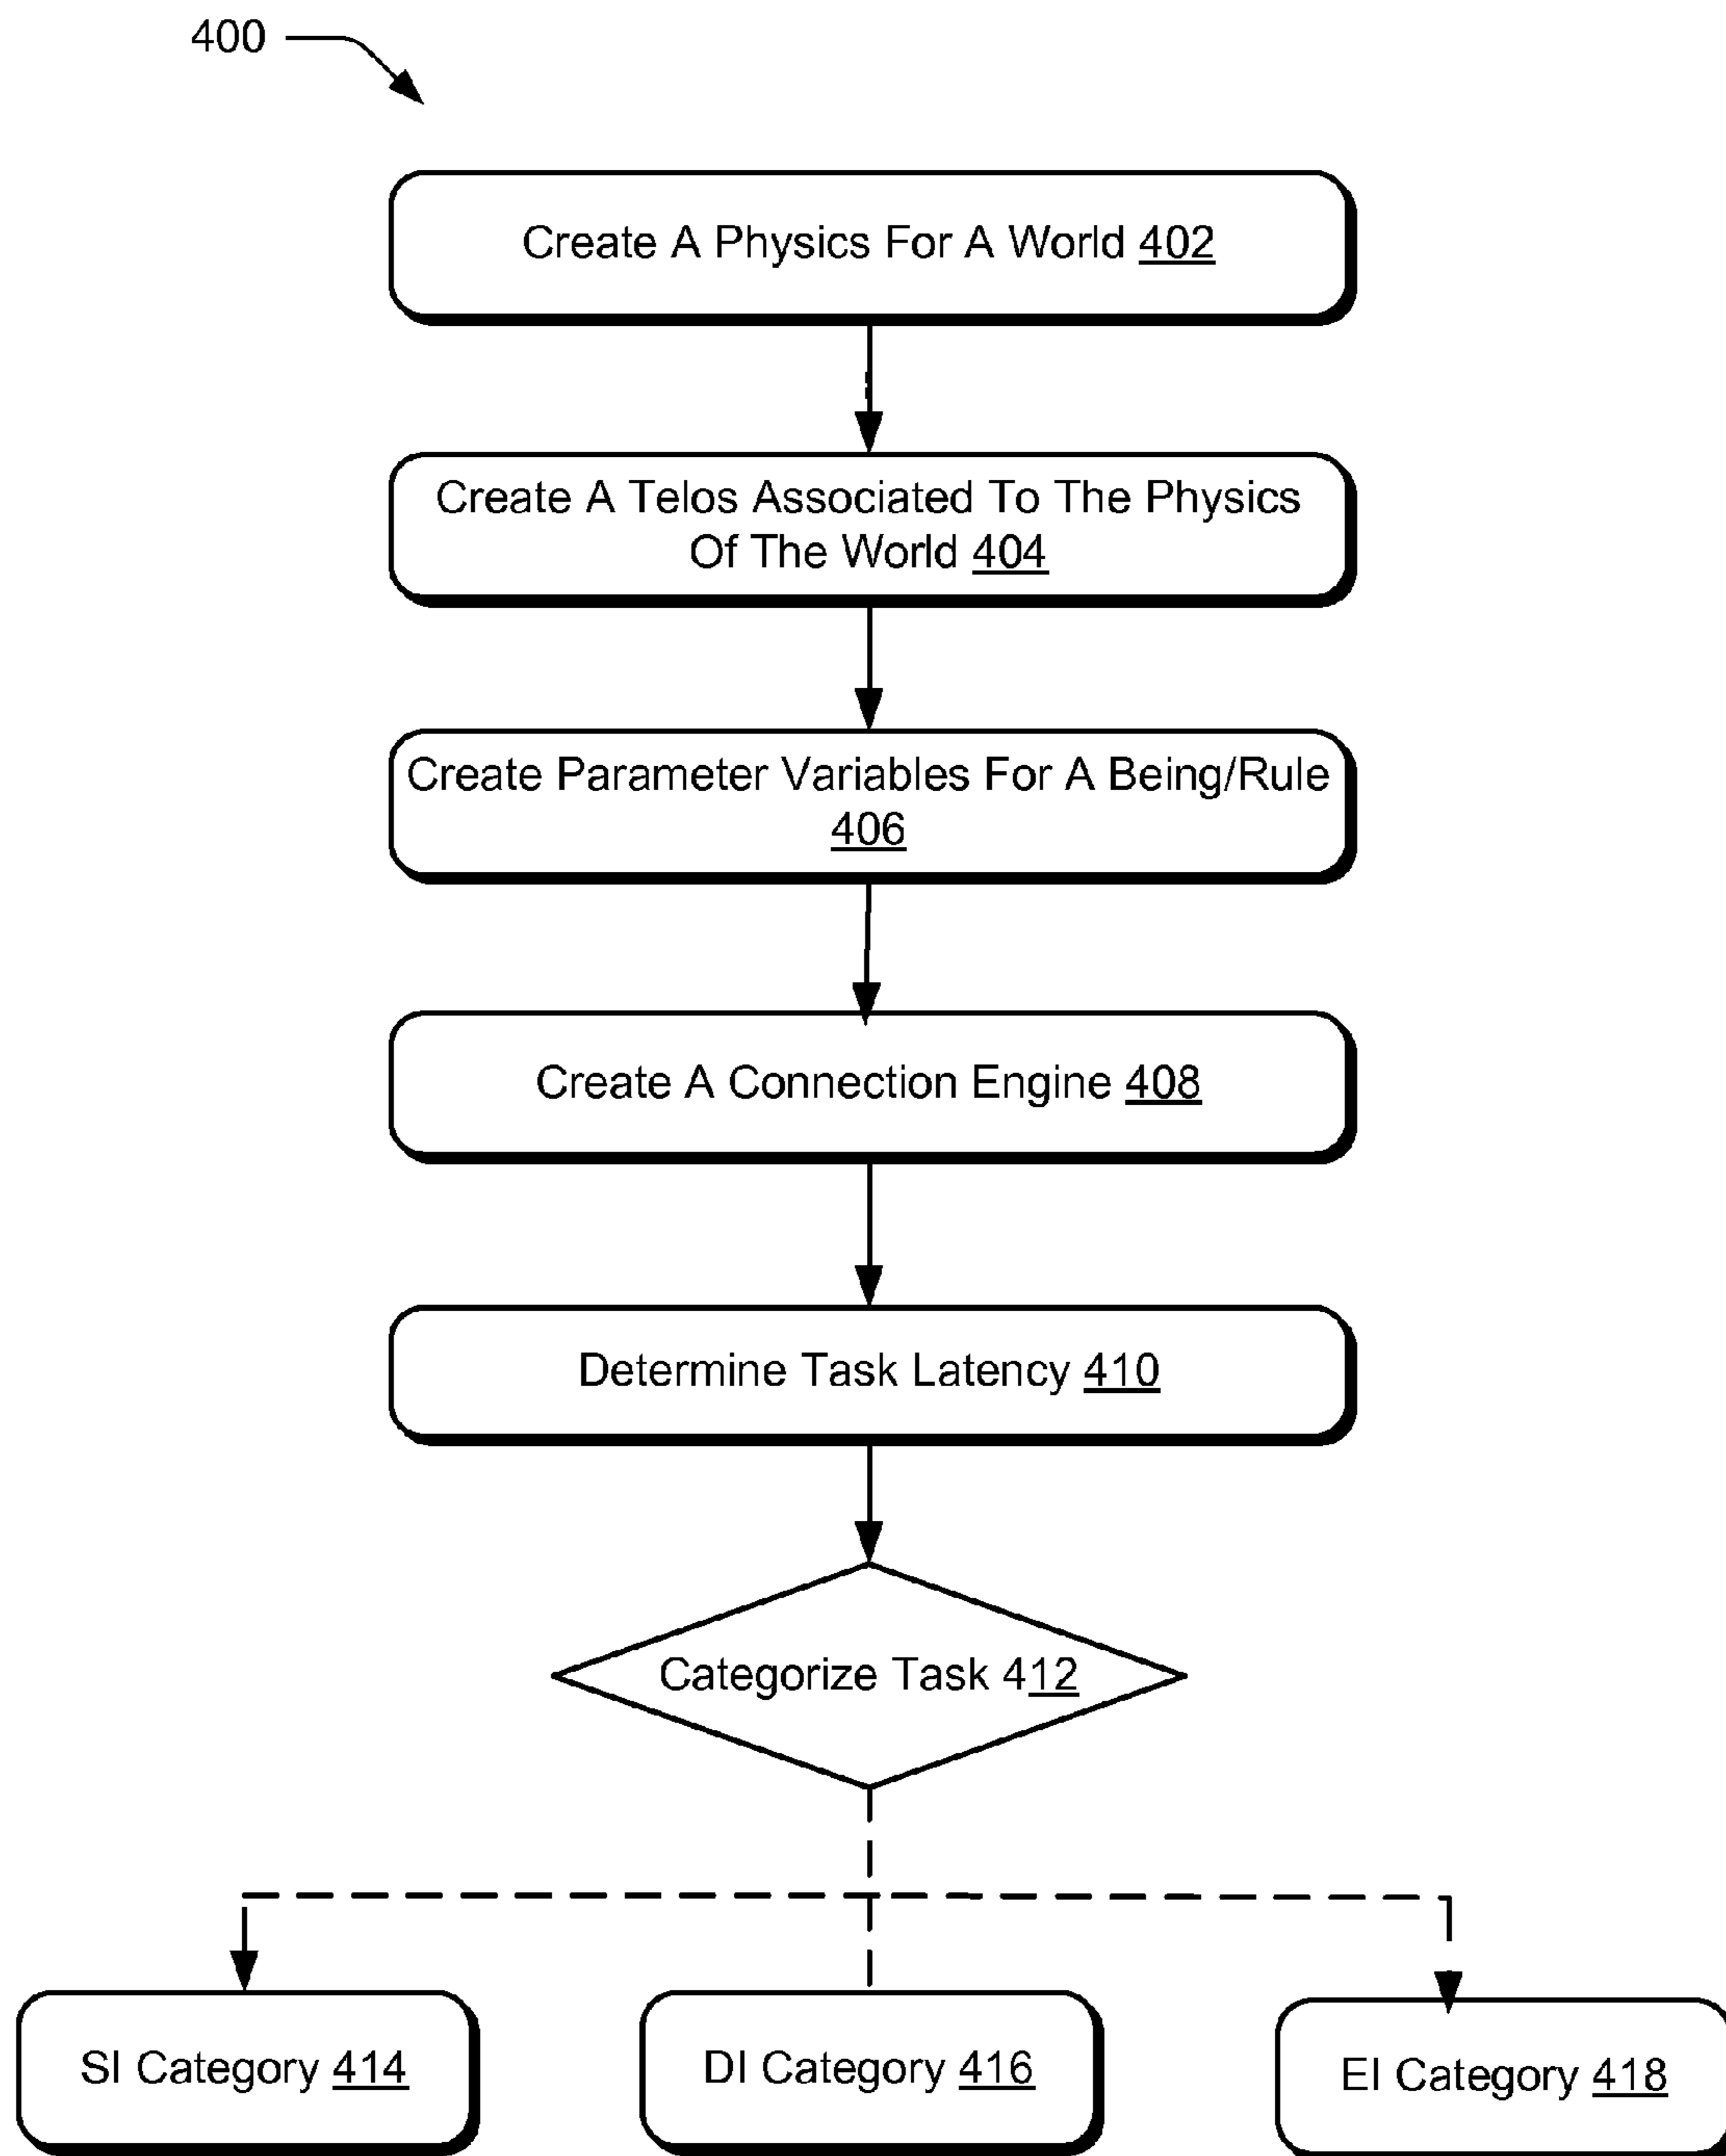 400
Create A Physics For A World 402
Create A Telos Associated To The Physics
Of The World 404
Create Parameter Variables For A Being/Rule
406
Create A Connection Engine 408
Determine Task Latency 410
Categorize Task 412
SI Category 414
DI Category 416
EI Category 418